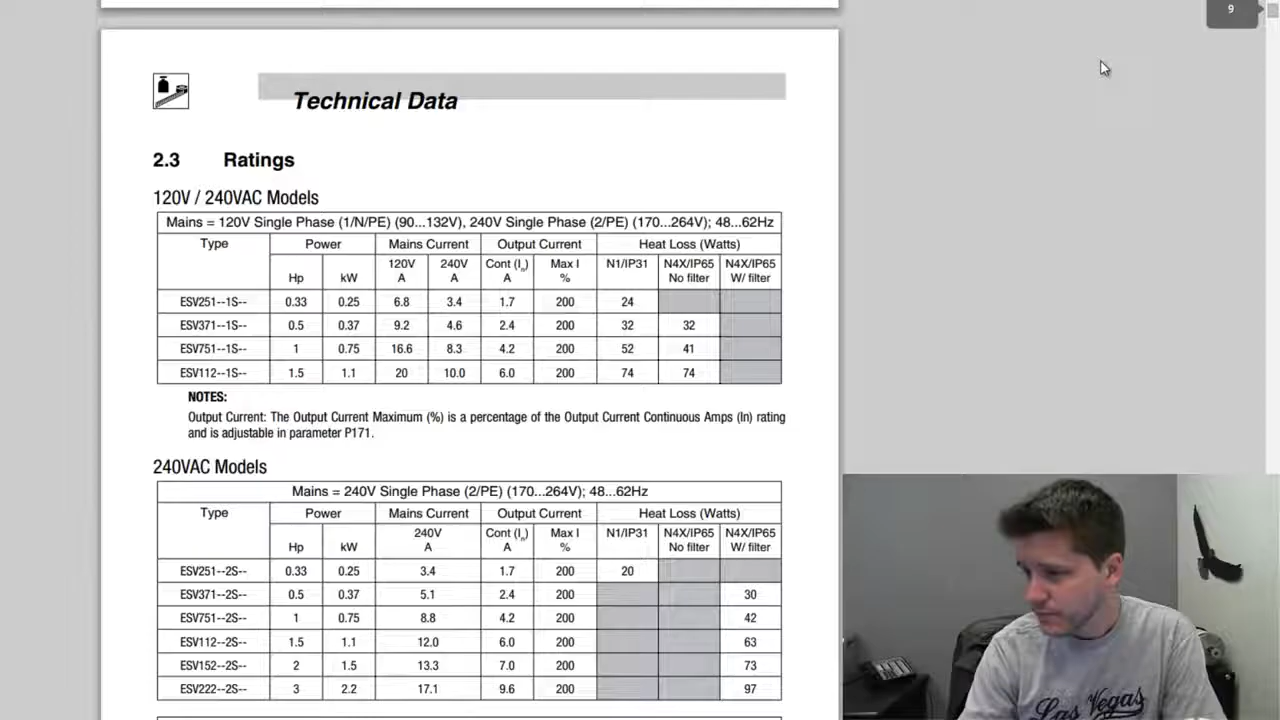 9
Technical Data
2.3 Ratings
120V / 240VAC Models
Mains = 120V Single Phase (1/N/PE) (90...132V), 240V Single Phase (2/PE) (170...264V); 48...62Hz
Type Power Mains Current Output Current Heat Loss (Watts)
Hp kW 120V A 240V A Cont (In) A Max I % N1/IP31 N4X/IP65 No filter N4X/IP65 W/ filter
ESV251--1S-- 0.33 0.25 6.8 3.4 1.7 200 24
ESV371--1S-- 0.5 0.37 9.2 4.6 2.4 200 32 32
ESV751--1S-- 1 0.75 16.6 8.3 4.2 200 52 41
ESV112--1S-- 1.5 1.1 20 10.0 6.0 200 74 74
NOTES:
Output Current: The Output Current Maximum (%) is a percentage of the Output Current Continuous Amps (In) rating
and is adjustable in parameter P171.
240VAC Models
Mains = 240V Single Phase (2/PE) (170...264V); 48...62Hz
Type Power Mains Current Output Current Heat Loss (Watts)
Hp kW 240V A Cont (In) A Max I % N1/IP31 N4X/IP65 No filter N4X/IP65 W/ filter
ESV251--2S-- 0.33 0.25 3.4 1.7 200 20
ESV371--2S-- 0.5 0.37 5.1 2.4 200 30
ESV751--2S-- 1 0.75 8.8 4.2 200 42
ESV112--2S-- 1.5 1.1 12.0 6.0 200 63
ESV152--2S-- 2 1.5 13.3 7.0 200 73
ESV222--2S-- 3 2.2 17.1 9.6 200 97
Las Vegas